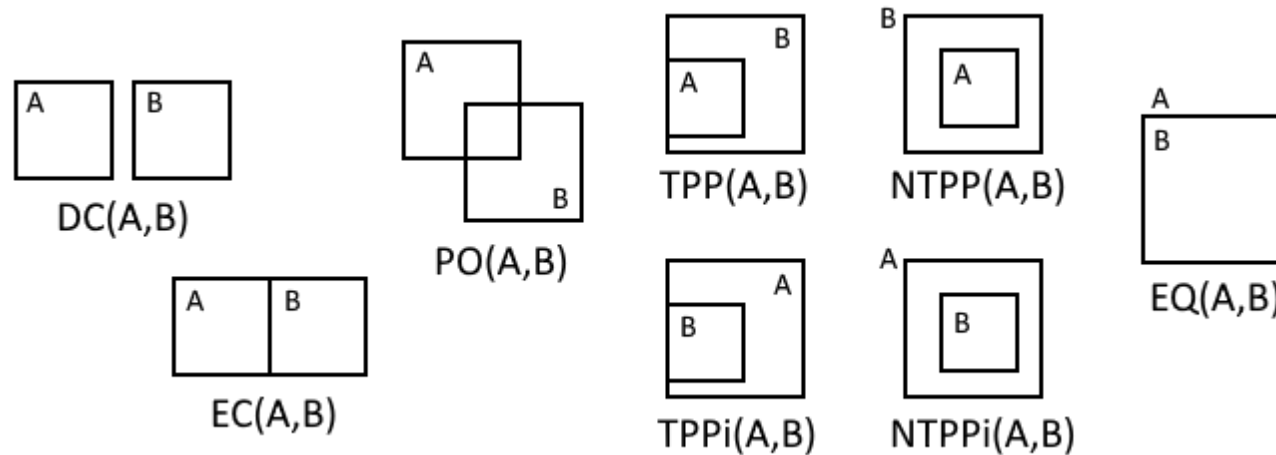 A B
DC(A,B)
A B
EC(A,B)
A
B
PO(A,B)
B
A
TPP(A,B)
B
A
NTPP(A,B)
A
B
TPPi(A,B)
A
B
NTPPi(A,B)
A
B
EQ(A,B)